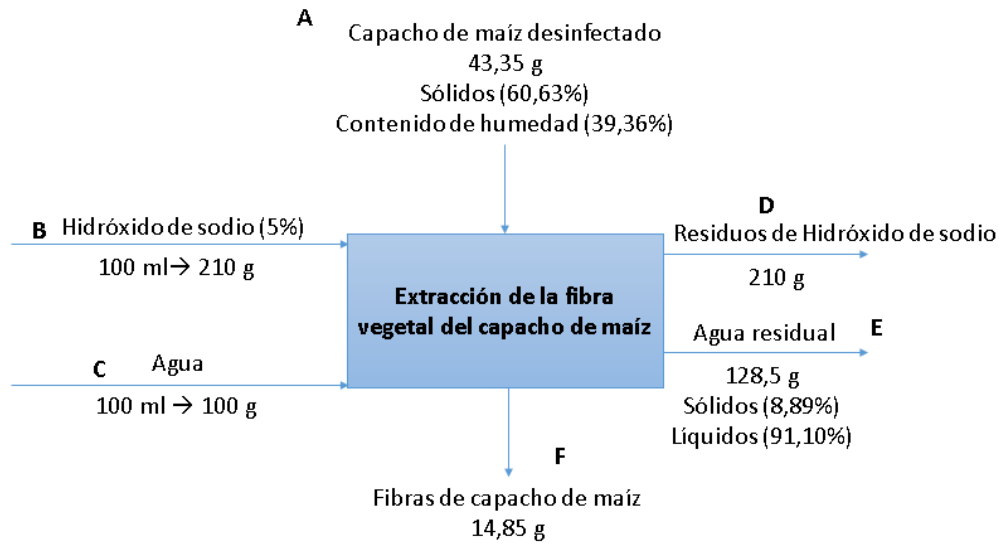 A
Capacho de maíz desinfectado
43,35 g
Sólidos (60,63%)
Contenido de humedad (39,36%)
B Hidróxido de sodio (5%)
100 ml→ 210 g
C Agua
100 ml → 100 g
Extracción de la fibra
vegetal del capacho de maíz
D
Residuos de Hidróxido de sodio
210 g
Agua residual E
128,5 g
Sólidos (8,89%)
Líquidos (91,10%)
F
Fibras de capacho de maíz
14,85 g